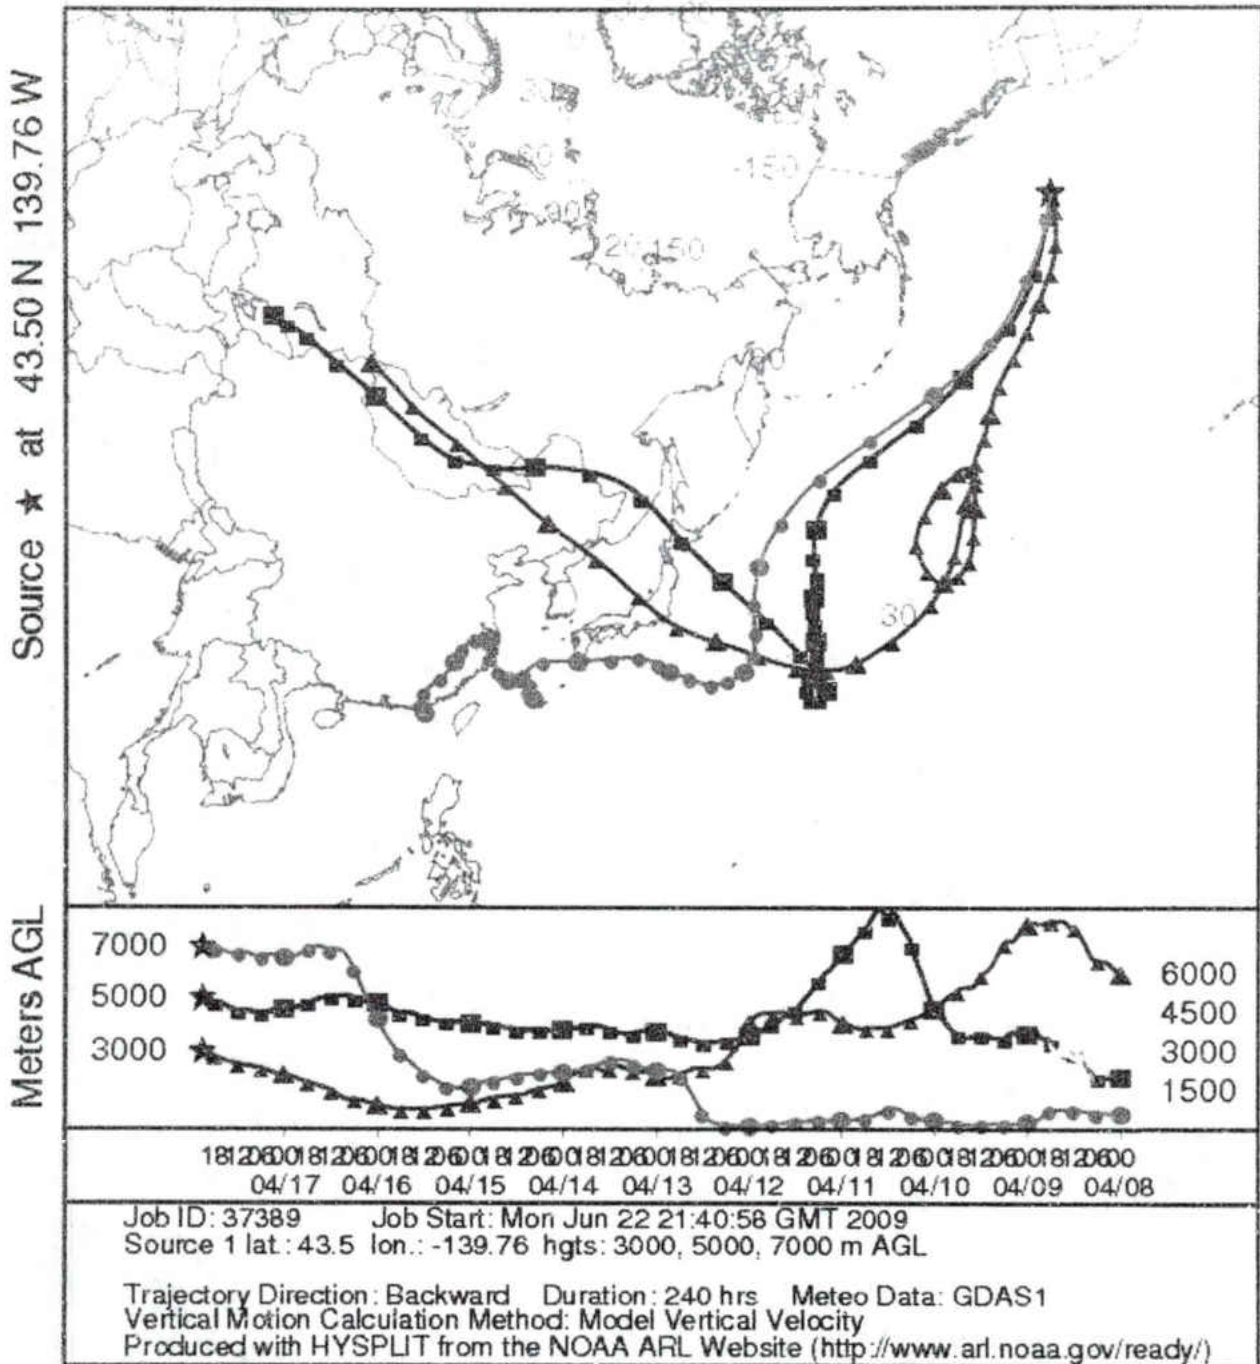 Source ★ at 43.50 N 139.76 W
-150
150
30
Meters AGL
7000
5000
3000
6000
4500
3000
1500
04/17 04/16 04/15 04/14 04/13 04/12 04/11 04/10 04/09 04/08
Job ID: 37389 Job Start: Mon Jun 22 21:40:58 GMT 2009
Source 1 lat.: 43.5 lon.: -139.76 hgts: 3000, 5000, 7000 m AGL
Trajectory Direction: Backward Duration: 240 hrs Meteo Data: GDAS1
Vertical Motion Calculation Method: Model Vertical Velocity
Produced with HYSPLIT from the NOAA ARL Website (http://www.arl.noaa.gov/ready/)